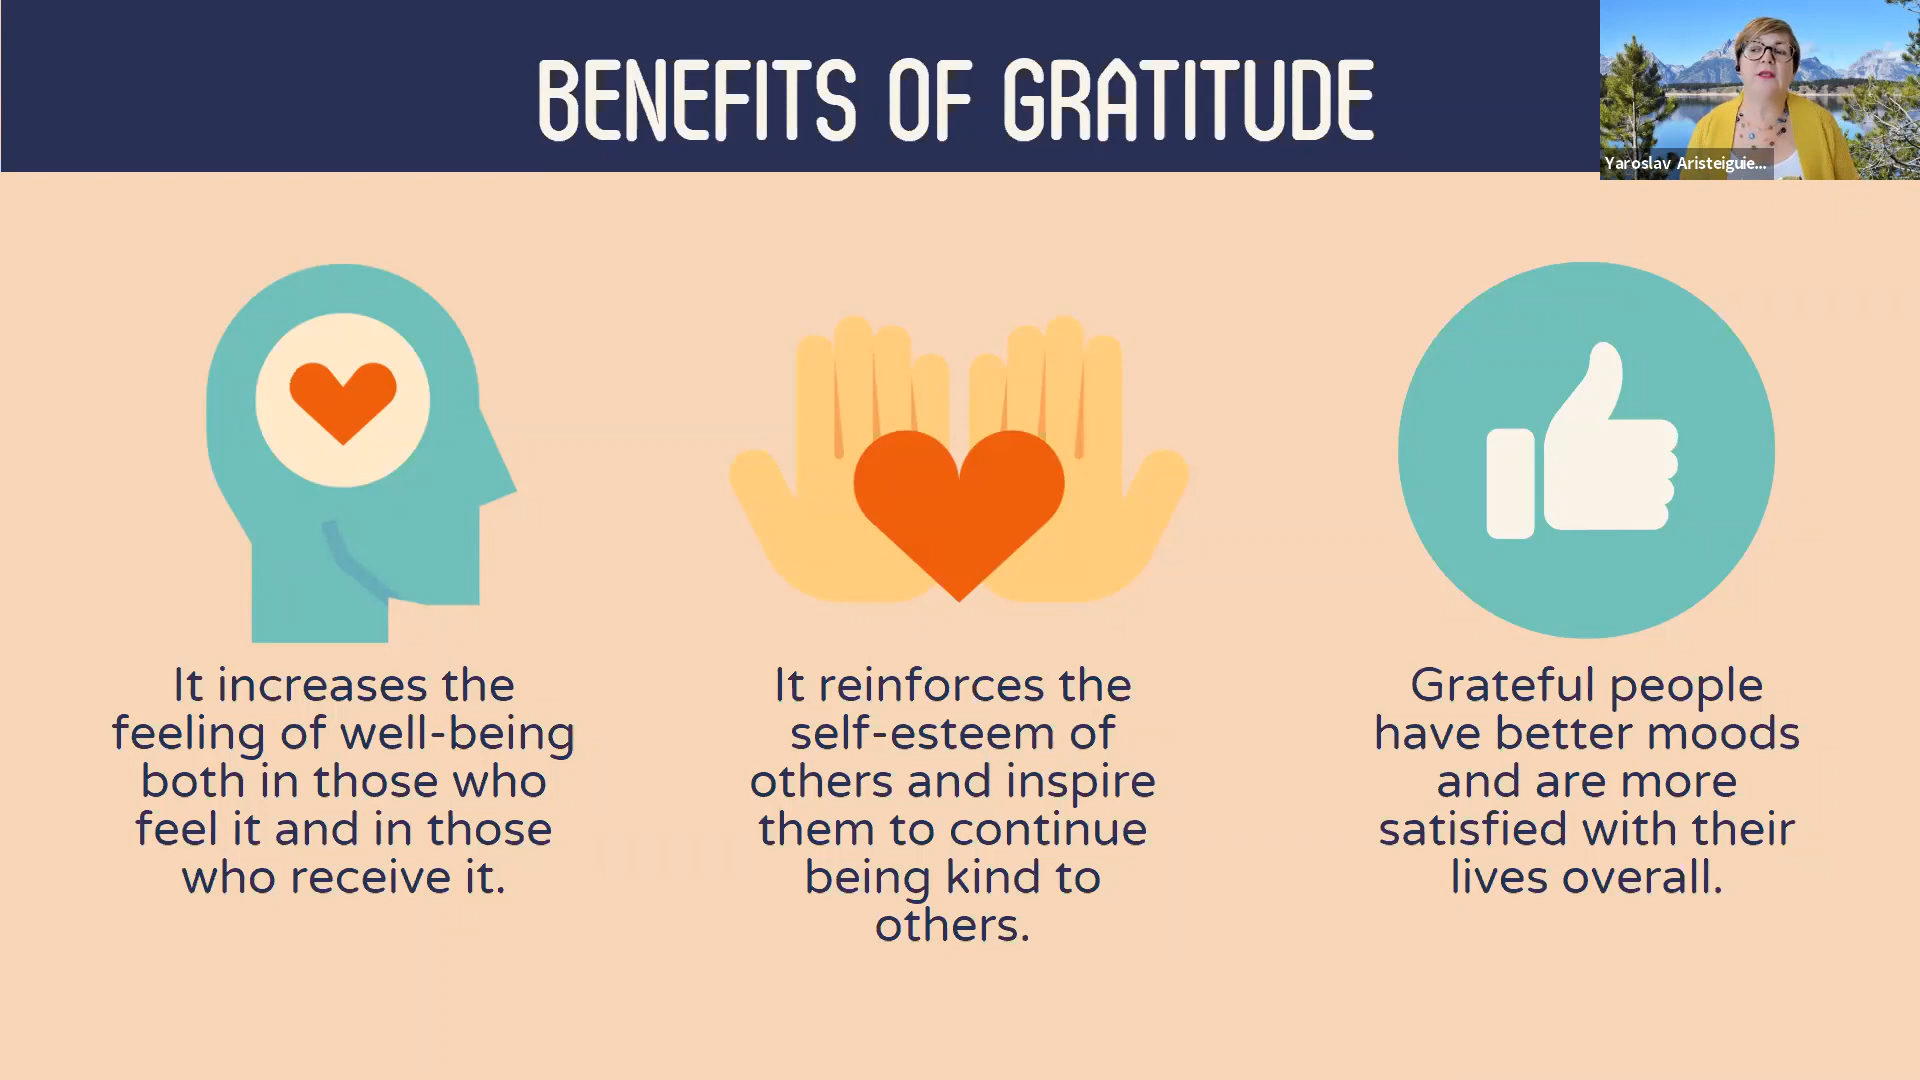 BENEFITS OF GRATITUDE
Yaroslav Aristeiguie...
It increases the
feeling of well-being
both in those who
feel it and in those
who receive it.
It reinforces the
self-esteem of
others and inspire
them to continue
being kind to
others.
Grateful people
have better moods
and are more
satisfied with their
lives overall.